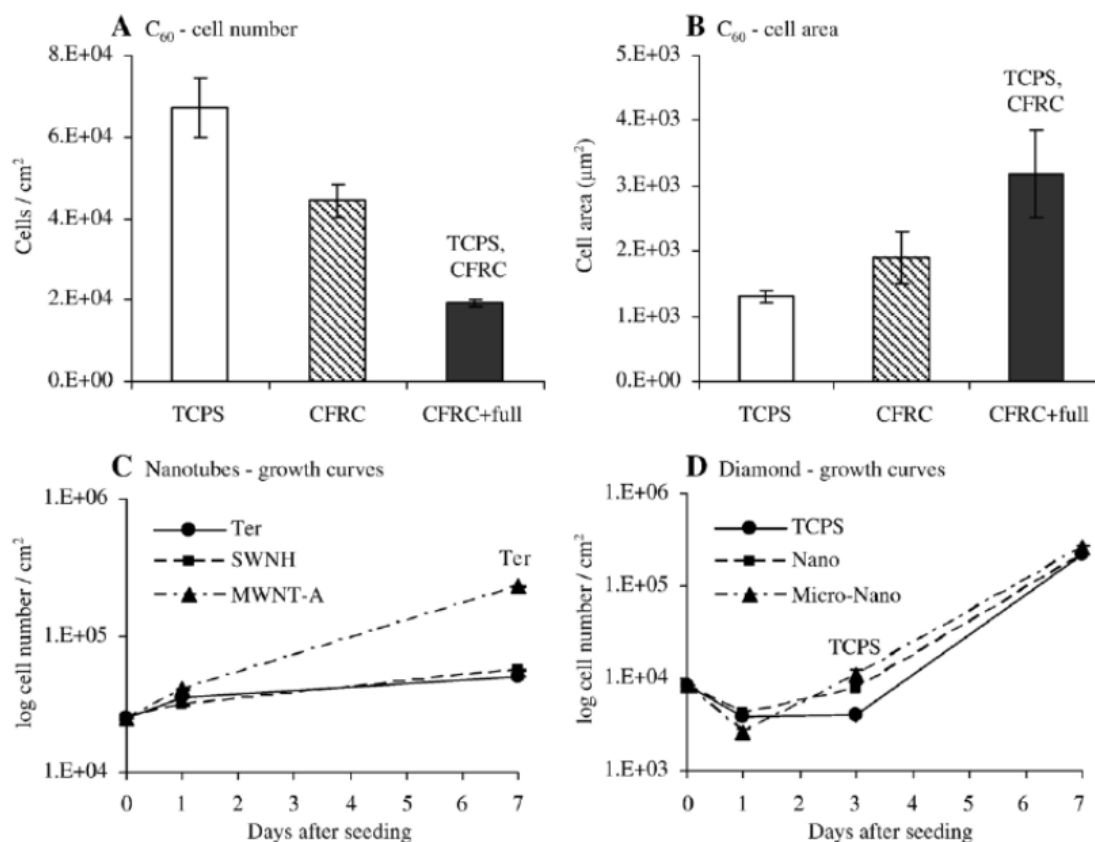 A C₆₀ - cell number
8.E+04
6.E+04
4.E+04
2.E+04
0.E+00
Cells / cm²
TCPS,
CFRC
TCPS
CFRC
CFRC+full
B C₆₀ - cell area
5.E+03
4.E+03
3.E+03
2.E+03
1.E+03
0.E+00
Cell area (μm²)
TCPS,
CFRC
TCPS
CFRC
CFRC+full
C Nanotubes - growth curves
1.E+06
1.E+05
1.E+04
log cell number / cm²
Ter
SWNH
MWNT-A
Ter
0 1 2 3 4 5 6 7
Days after seeding
D Diamond - growth curves
1.E+06
1.E+05
1.E+04
1.E+03
log cell number / cm²
TCPS
Nano
Micro-Nano
TCPS
0 1 2 3 4 5 6 7
Days after seeding